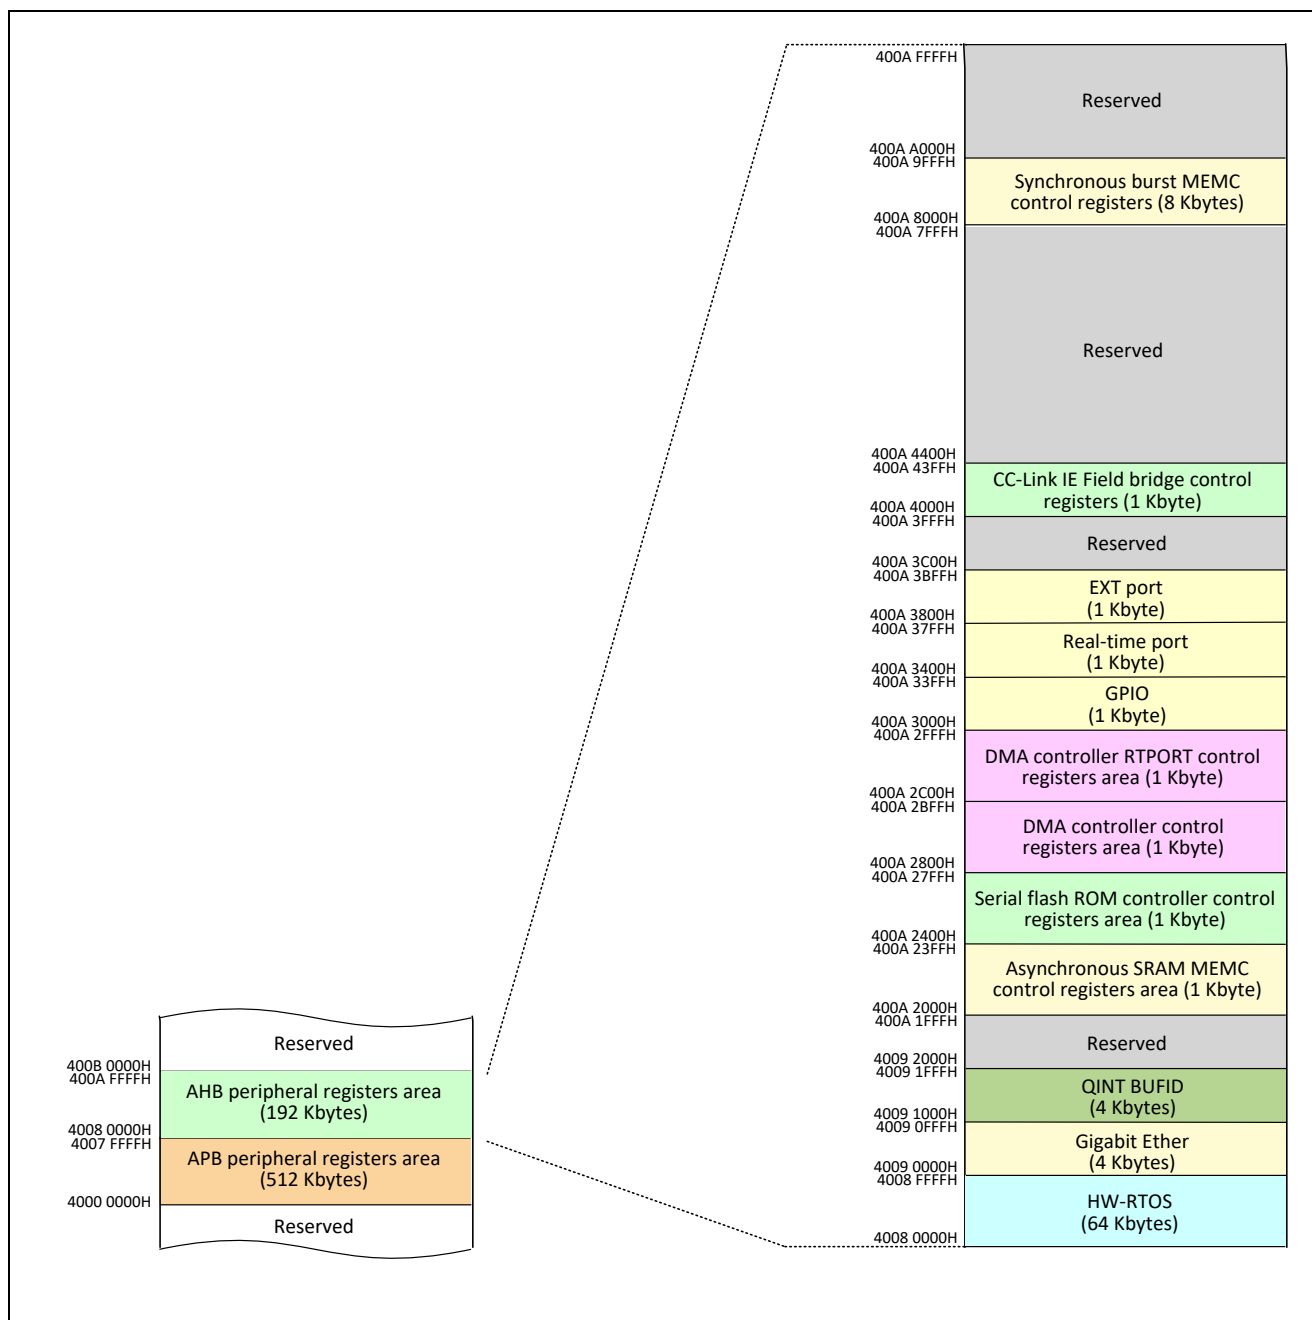 400A FFFFH
Reserved
400A A000H
400A 9FFFH
Synchronous burst MEMC
control registers (8 Kbytes)
400A 8000H
400A 7FFFH
Reserved
400A 4400H
400A 43FFH
CC-Link IE Field bridge control
registers (1 Kbyte)
400A 4000H
400A 3FFFH
Reserved
400A 3C00H
400A 3BFFH
EXT port
(1 Kbyte)
400A 3800H
400A 37FFH
Real-time port
(1 Kbyte)
400A 3400H
400A 33FFH
GPIO
(1 Kbyte)
400A 3000H
400A 2FFFH
DMA controller RTPORT control
registers area (1 Kbyte)
400A 2C00H
400A 2BFFH
DMA controller control
registers area (1 Kbyte)
400A 2800H
400A 27FFH
Serial flash ROM controller control
registers area (1 Kbyte)
400A 2400H
400A 23FFH
Asynchronous SRAM MEMC
control registers area (1 Kbyte)
400A 2000H
400A 1FFFH
Reserved
4009 2000H
4009 1FFFH
QINT BUFID
(4 Kbytes)
4009 1000H
4009 0FFFH
Gigabit Ether
(4 Kbytes)
4009 0000H
4008 FFFFH
HW-RTOS
(64 Kbytes)
4008 0000H
Reserved
400B 0000H
400A FFFFH
AHB peripheral registers area
(192 Kbytes)
4008 0000H
4007 FFFFH
APB peripheral registers area
(512 Kbytes)
4000 0000H
Reserved